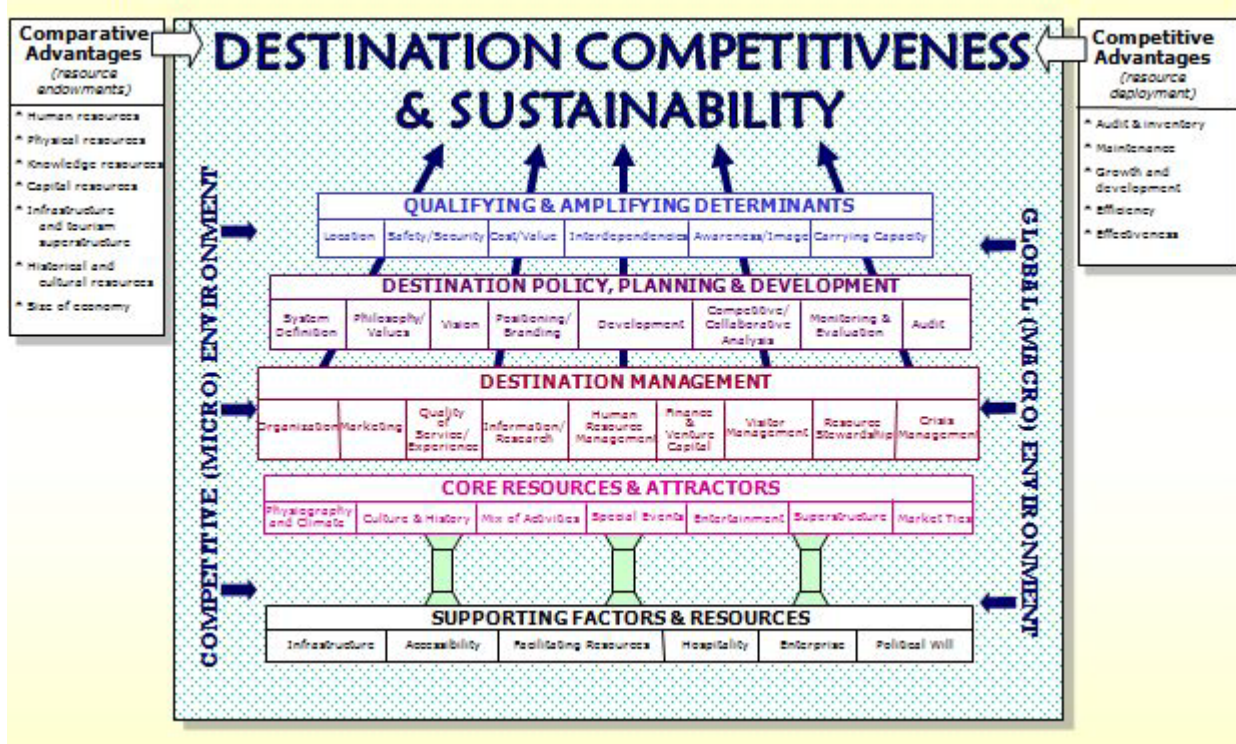 Comparative
Advantages
(resource
endowments)
* Human resources
* Physical resources
* Knowledge resources
* Capital resources
* Infrastructure
and tourism
superstructure
* Historical and
cultural resources
* Size of economy
DESTINATION COMPETITIVENESS
& SUSTAINABILITY
Competitive
Advantages
(resource
deployment)
* Audit & inventory
* Maintenance
* Growth and
development
* Efficiency
* Effectiveness
COMPETITIVE (MICRO) ENVIRONMENT
GLOBAL (MACRO) ENVIRONMENT
QUALIFYING & AMPLIFYING DETERMINANTS
Location
Safety/Security
Cost/Value
Interdependencies
Awareness/Image
Carrying Capacity
DESTINATION POLICY, PLANNING & DEVELOPMENT
System
Definition
Philosophy/
Values
Vision
Positioning/
Branding
Development
Competitive/
Collaborative
Analysis
Monitoring &
Evaluation
Audit
DESTINATION MANAGEMENT
Organization
Marketing
Quality
of
Service/
Experience
Information/
Research
Human
Resource
Management
Finance
&
Venture
Capital
Visitor
Management
Resource
Stewardship
Crisis
Management
CORE RESOURCES & ATTRACTORS
Physiography
and Climate
Culture & History
Mix of Activities
Special Events
Entertainment
Superstructure
Market Ties
SUPPORTING FACTORS & RESOURCES
Infrastructure
Accessibility
Facilitating Resources
Hospitality
Enterprise
Political Will